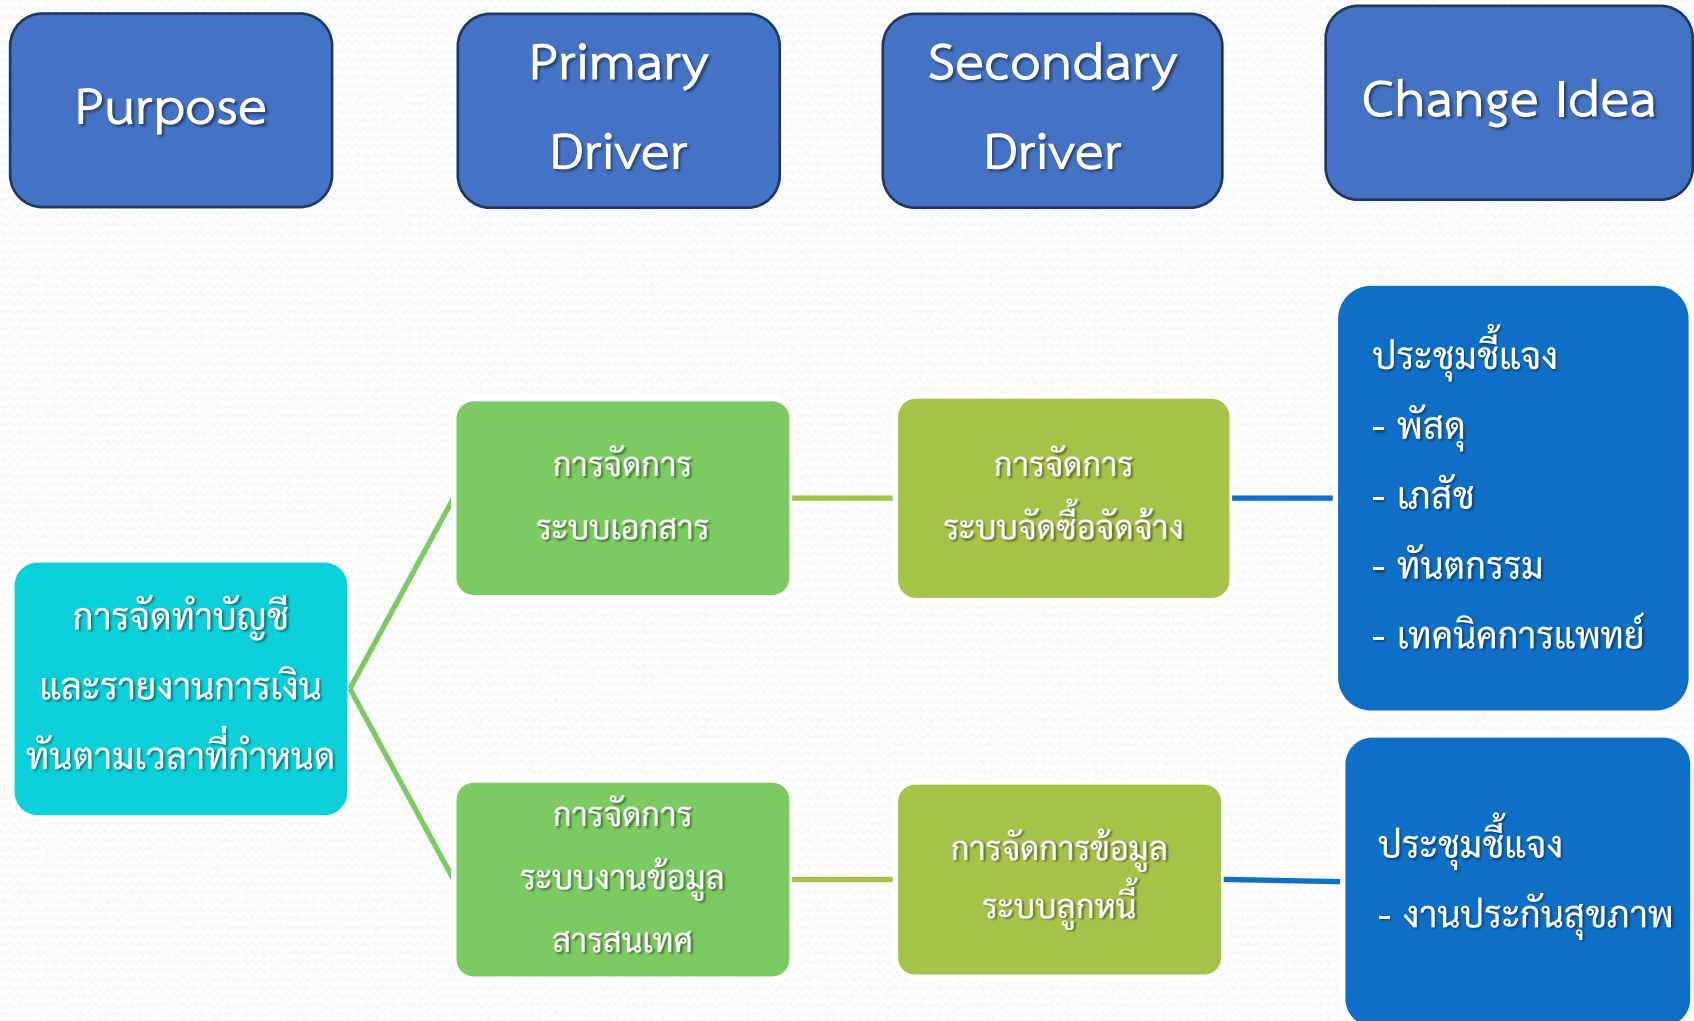 Purpose
Primary
Driver
Secondary
Driver
Change Idea
การจัดทำบัญชี
และรายงานการเงิน
ทันตามเวลาที่กำหนด
การจัดการ
ระบบเอกสาร
การจัดการ
ระบบจัดซื้อจัดจ้าง
ประชุมชี้แจง
- พัสดุ
- เภสัช
- ทันตกรรม
- เทคนิคการแพทย์
การจัดการ
ระบบงานข้อมูล
สารสนเทศ
การจัดการข้อมูล
ระบบลูกหนี้
ประชุมชี้แจง
- งานประกันสุขภาพ